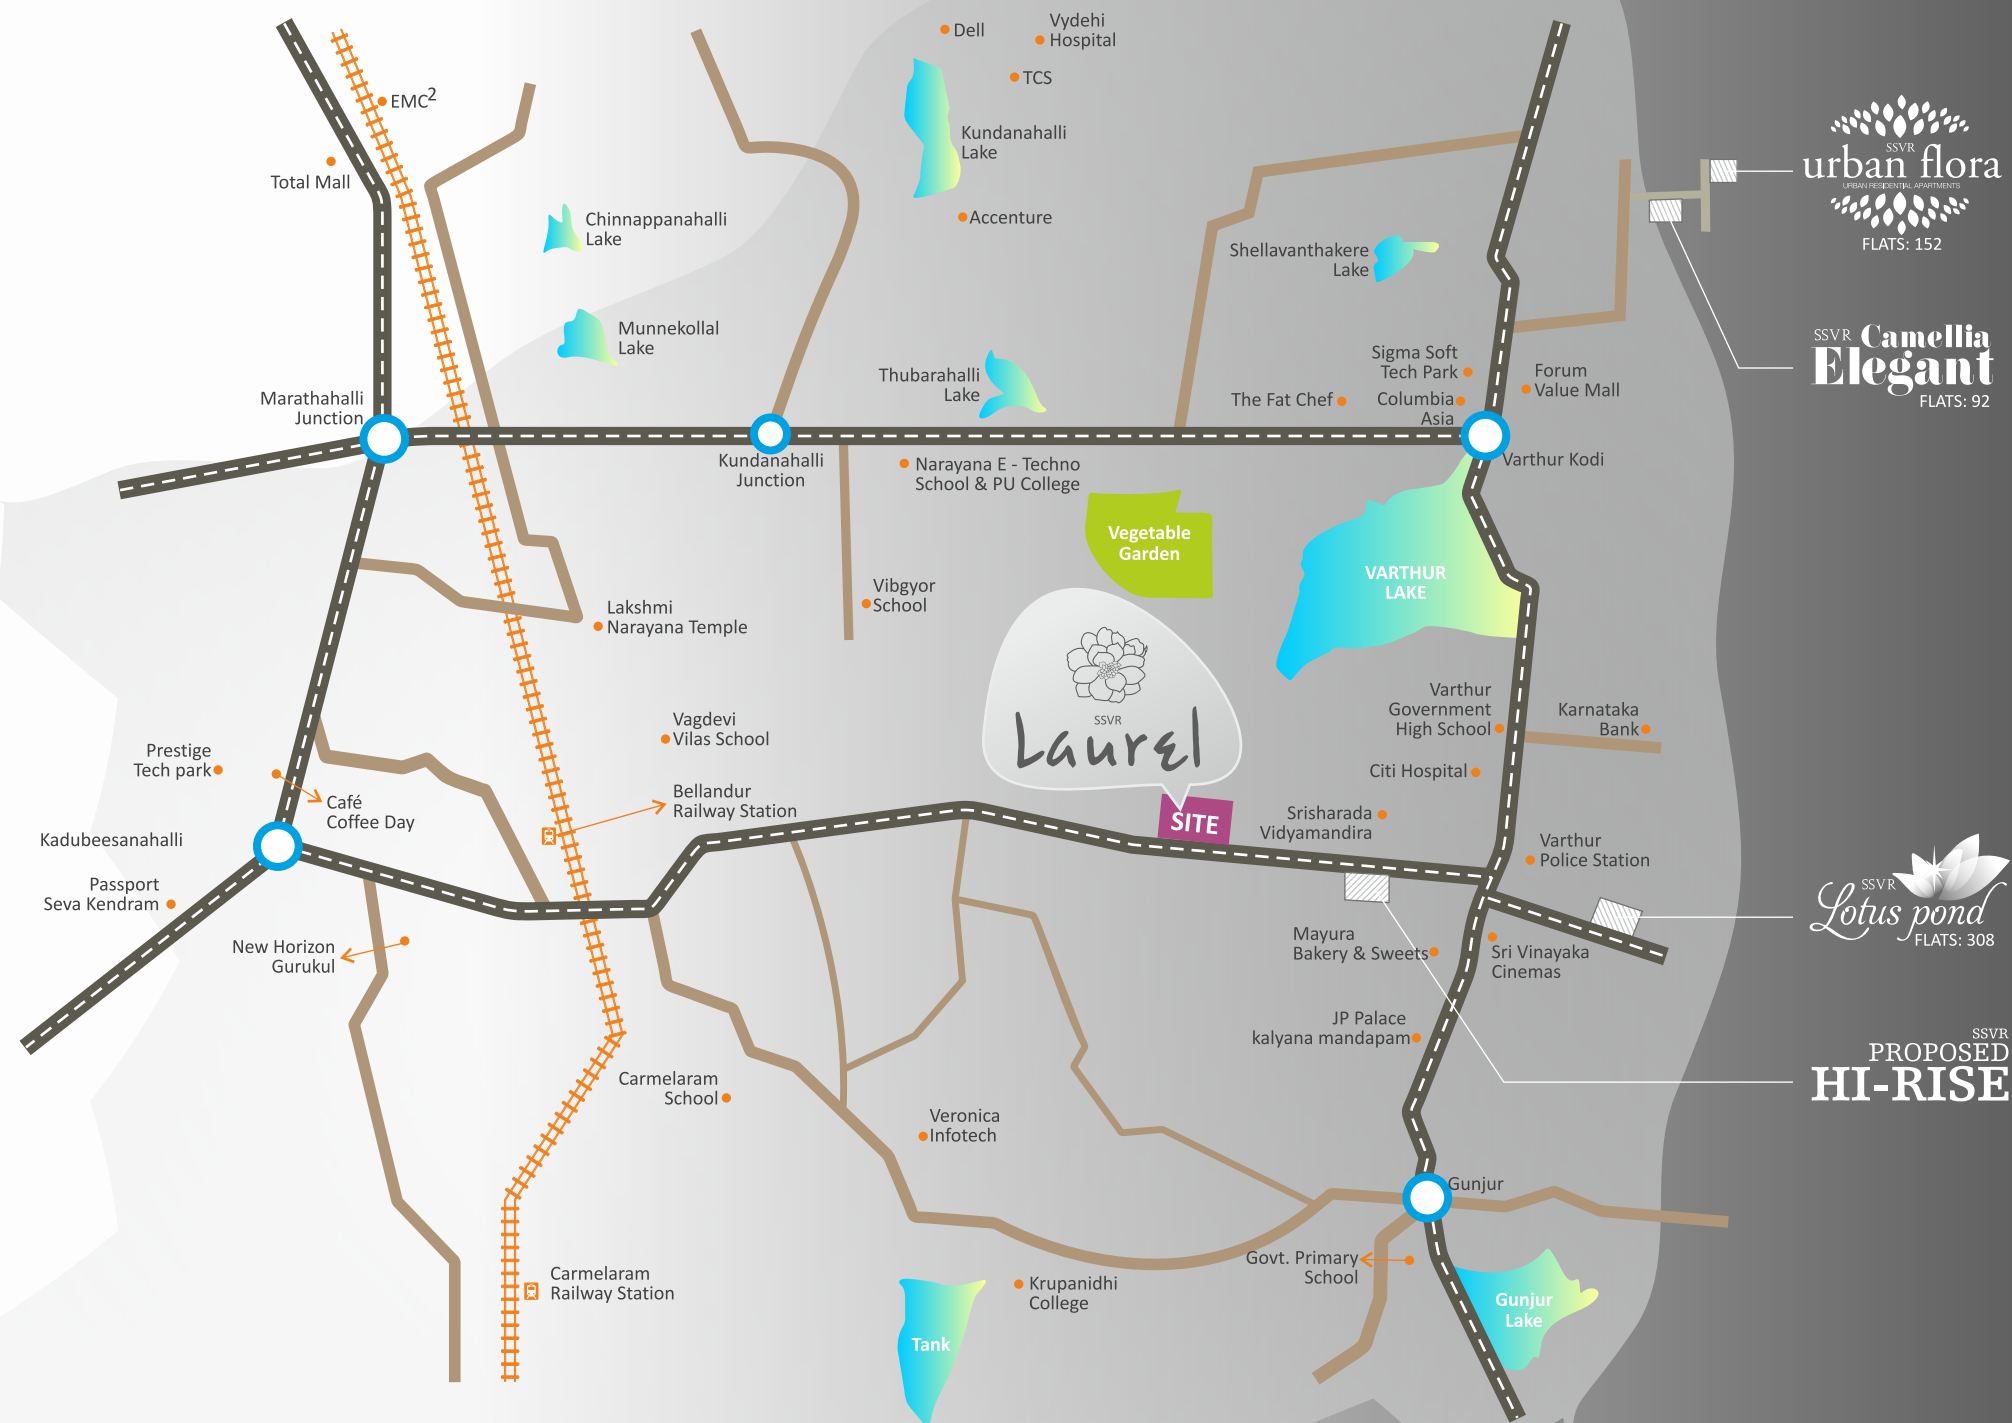 Dell
Vydehi
Hospital
TCS
EMC2
Total Mall
Kundanahalli
Lake
Accenture
Chinnappanahalli
Lake
Munnekollal
Lake
Shellavanthakere
Lake
SSVR
urban flora
URBAN RESIDENTIAL APARTMENTS
FLATS: 152
SSVR Camellia
Elegant
FLATS: 92
Marathahalli
Junction
Thubarahalli
Lake
Sigma Soft
Tech Park
The Fat Chef
Columbia
Asia
Forum
Value Mall
Kundanahalli
Junction
Narayana E - Techno
School & PU College
Varthur Kodi
Vegetable
Garden
VARTHUR
LAKE
Vibgyor
School
Lakshmi
Narayana Temple
SSVR
Laurel
SITE
Vagdevi
Vilas School
Varthur
Government
High School
Karnataka
Bank
Citi Hospital
Prestige
Tech park
Café
Coffee Day
Bellandur
Railway Station
Srisharada
Vidyamandira
Varthur
Police Station
Kadubeesanahalli
Passport
Seva Kendram
New Horizon
Gurukul
Mayura
Bakery & Sweets
Sri Vinayaka
Cinemas
SSVR
Lotus pond
FLATS: 308
JP Palace
kalyana mandapam
SSVR
PROPOSED
HI-RISE
Carmelaram
School
Veronica
Infotech
Gunjur
Govt. Primary
School
Carmelaram
Railway Station
Krupanidhi
College
Tank
Gunjur
Lake